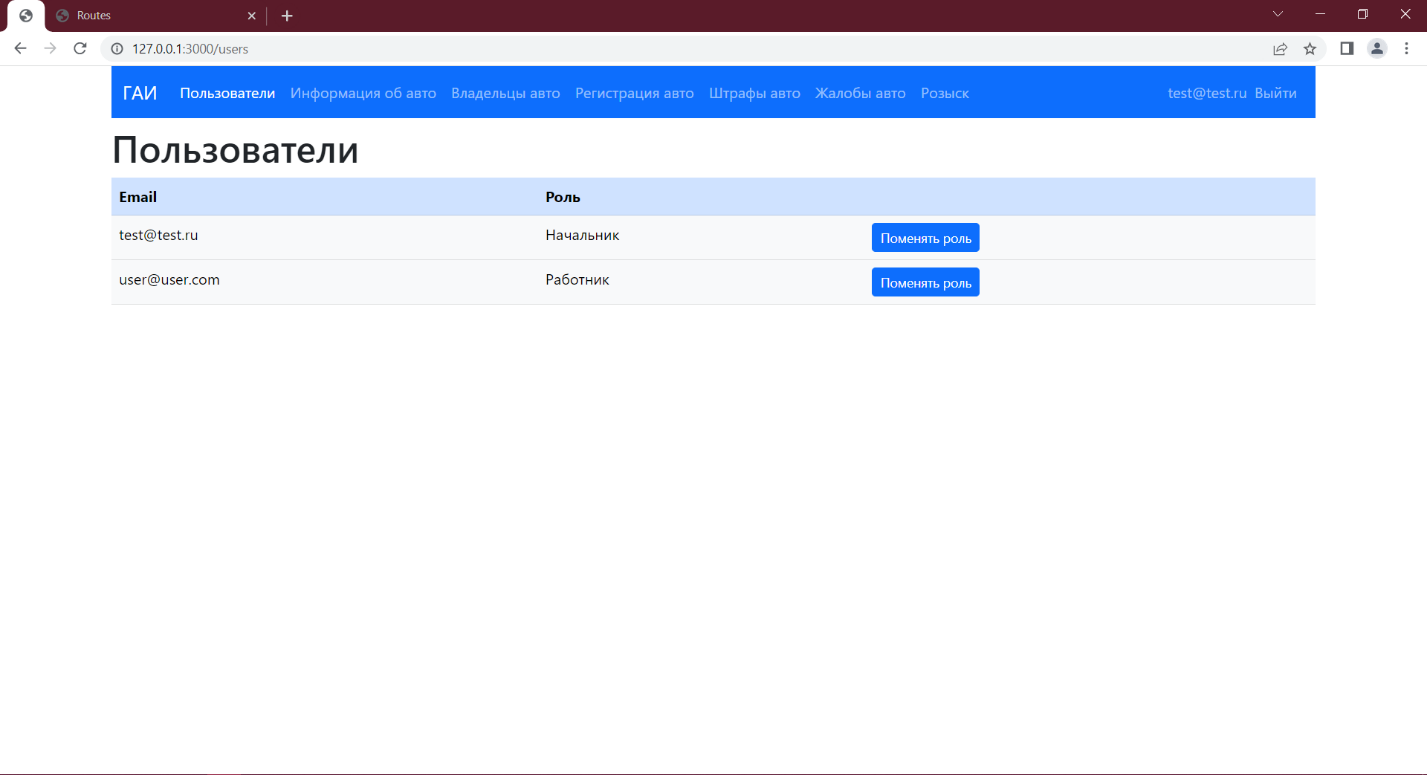 Routes
127.0.0.1:3000/users
ГАИ Пользователи Информация об авто Владельцы авто Регистрация авто Штрафы авто Жалобы авто Розыск test@test.ru Выйти
Пользователи
Email Роль
test@test.ru Начальник Поменять роль
user@user.com Работник Поменять роль